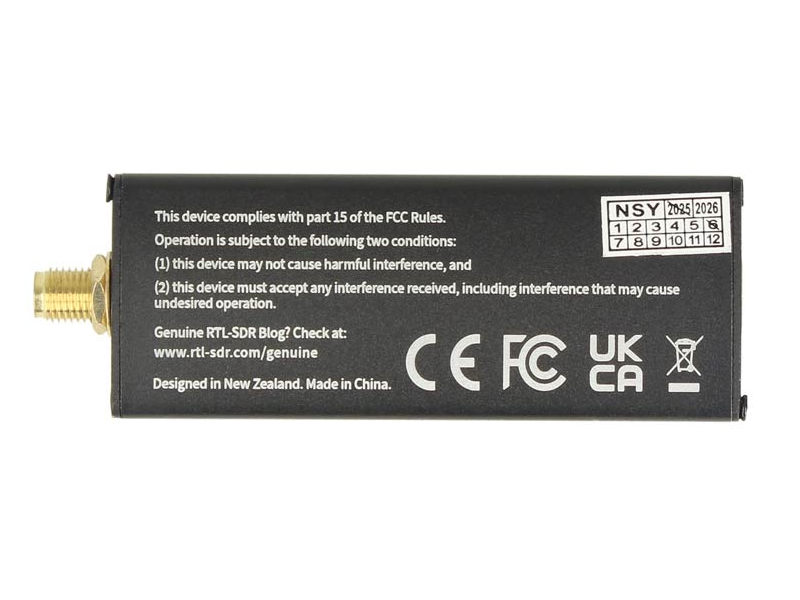 This device complies with part 15 of the FCC Rules.
Operation is subject to the following two conditions:
(1) this device may not cause harmful interference, and
(2) this device must accept any interference received, including interference that may cause
undesired operation.
Genuine RTL-SDR Blog? Check at:
www.rtl-sdr.com/genuine
Designed in New Zealand. Made in China.
NSY 2025 2026
1 2 3 4 5 6
7 8 9 10 11 12
CE FC UK
CA